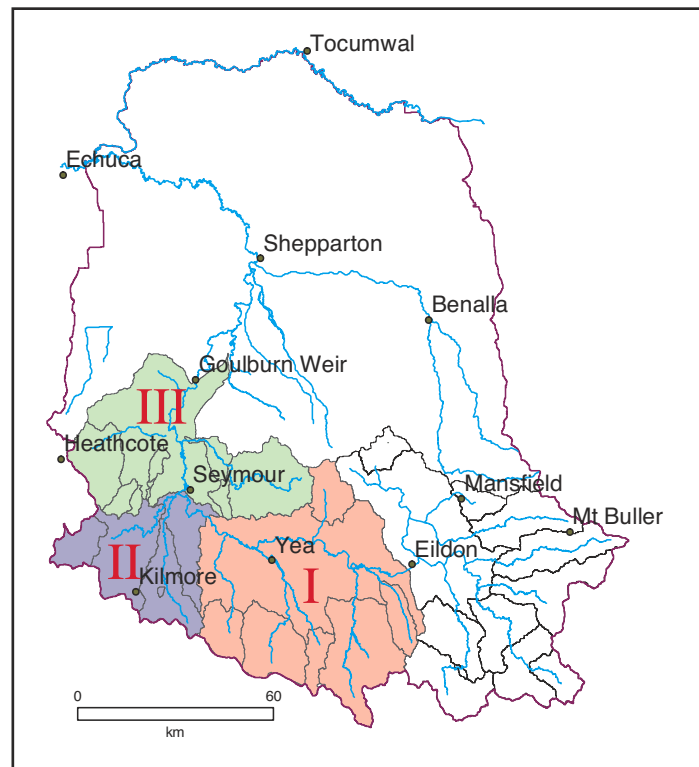 Tocumwal
Echuca
Shepparton
Benalla
Goulburn Weir
III
Heathcote
Seymour
Mansfield
Mt Buller
Yea
Eildon
II
I
Kilmore
0 60
km